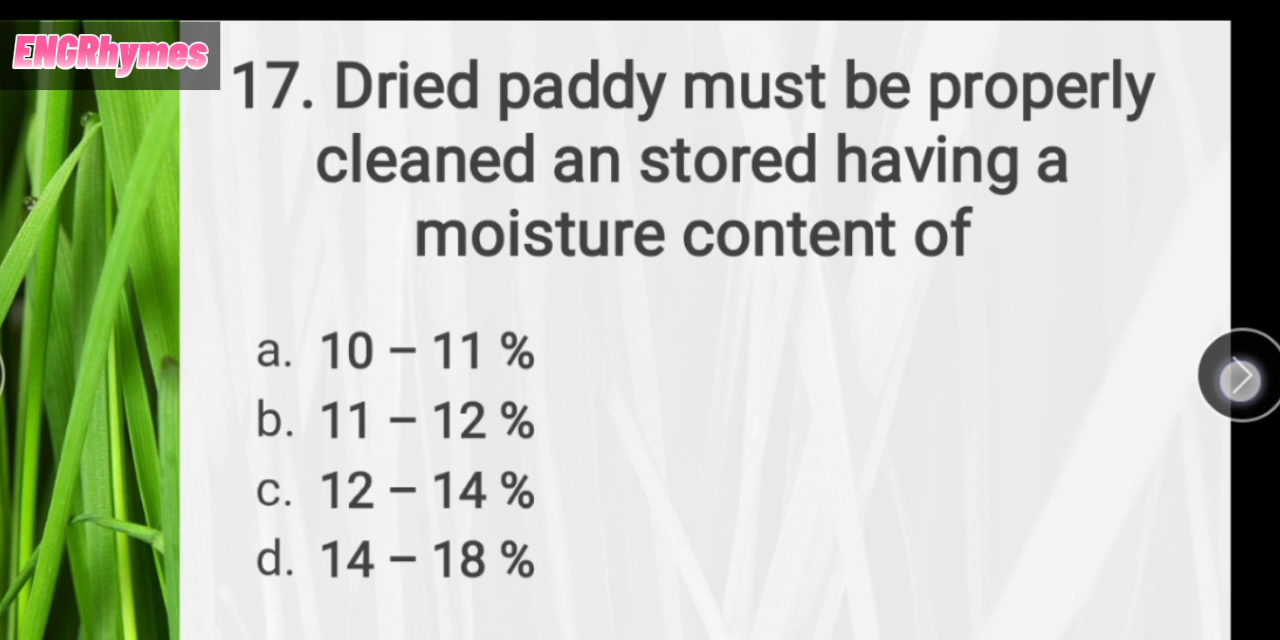 ENGRhymes
17. Dried paddy must be properly
cleaned an stored having a
moisture content of
a. 10 – 11 %
b. 11 – 12 %
c. 12 – 14 %
d. 14 – 18 %